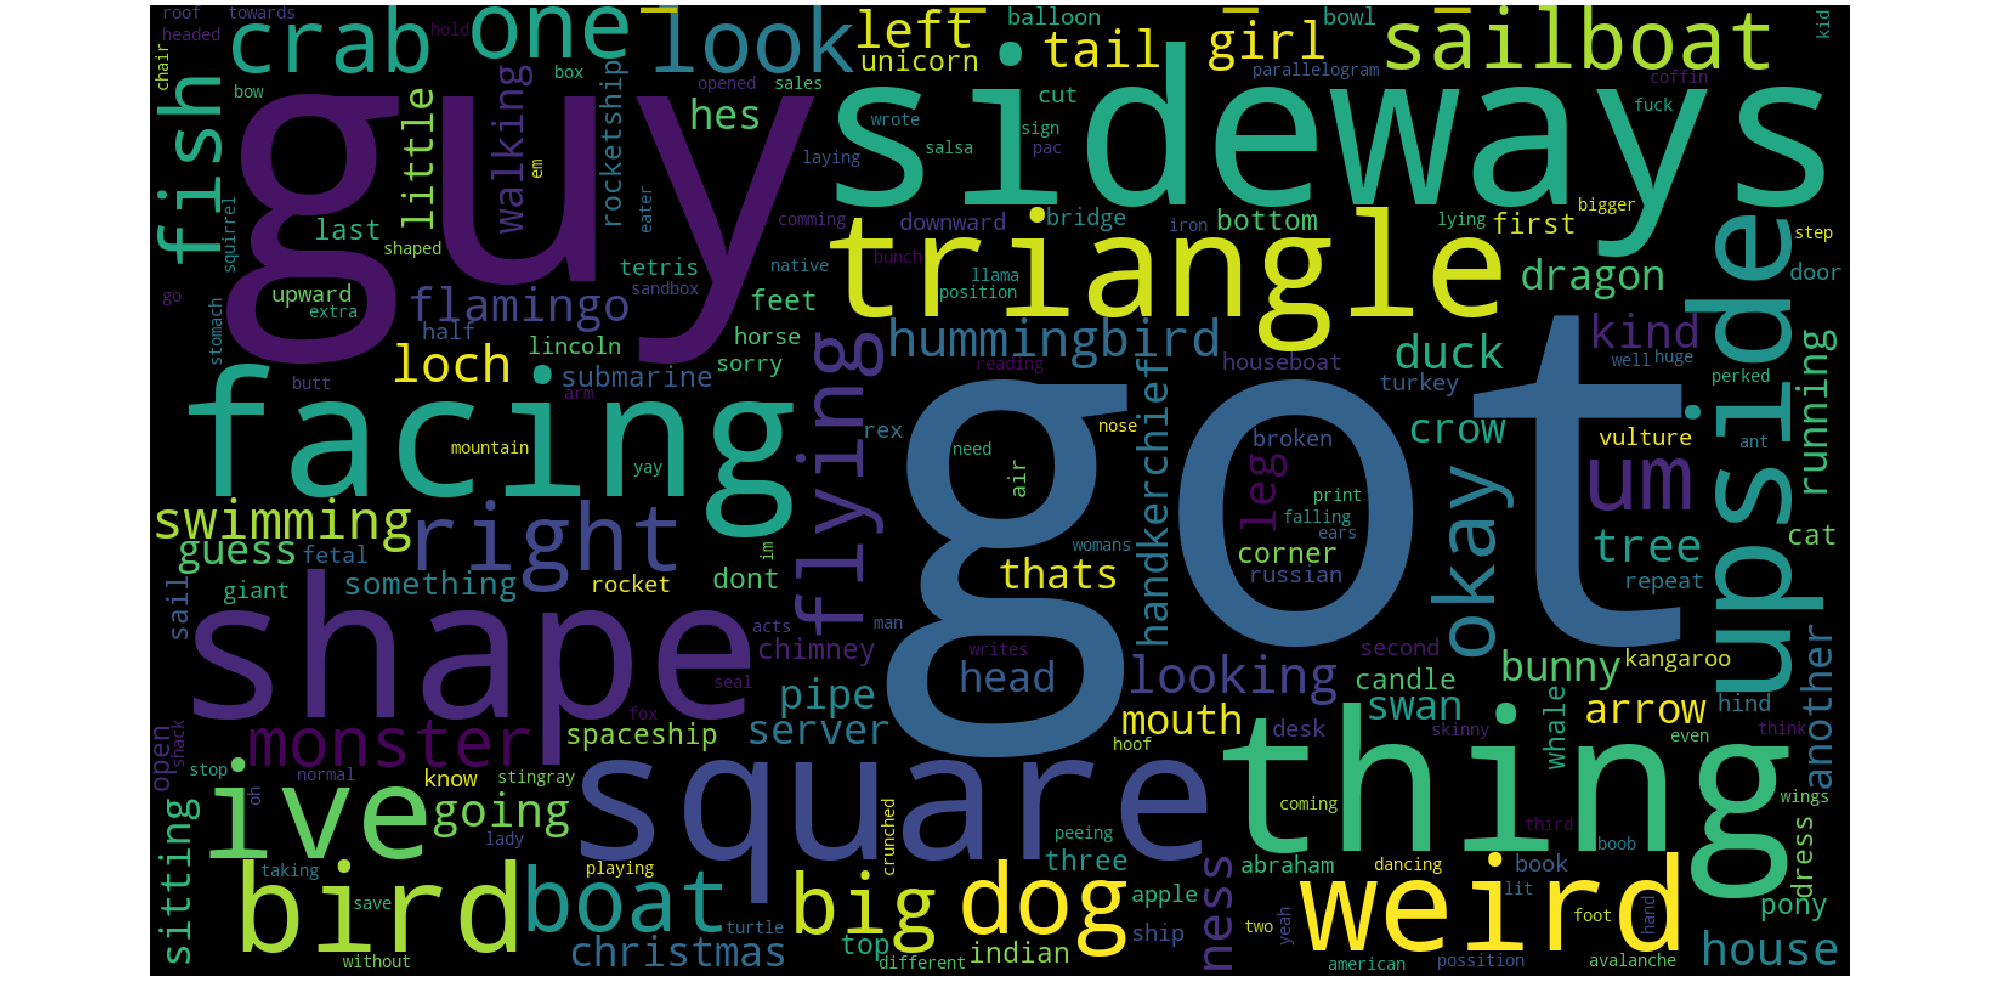 roof towards
headed hold
crab one look left balloon bowl kid
unicorn tail girl sailboat
chair fish bow box opened sales parallelogram coffin
little walking rocketship hes cut fuck
guy sideways
wrote sign
em salsa pac
laying
squirrel last shaped eater comming downward bridge bottom iron lying first bigger
step
upsidedown
tetris native bunch triangle dragon door
go upward sandbox llama
extra flamingo feet position
stomach half horse hummingbird houseboat duck kind
loch lincoln sorry reading well huge
submarine turkey perked
butt arm flying handkerchief running
facing rex nose crow vulture
mountain need broken ant
yay air leg um
got okay
print
swimming right falling
guess fetal im womans ears tree cat
something rocket dont thats corner
giant russian repeat
sail
shape acts man
chimney writes second another
head looking bunny kangaroo
seal candle
pipe swan hind
monster fox mouth arrow
shack spaceship server desk skinny even think
open hoof whale
stop normal know stingray thing
ive square
oh going crunched coming wings
lady peeing third
three boob dress
taking playing abraham dancing book
bird boat big dog apple lit weird
sitting save foot pony
turtle ness two yeah hand
christmas top ship house
without different indian american possition avalanche